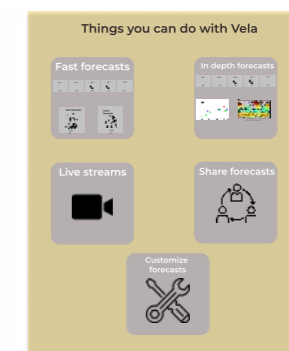 Things you can do with Vela
Fast forecasts
In depth forecasts
Live streams
Share forecasts
Customize
forecasts